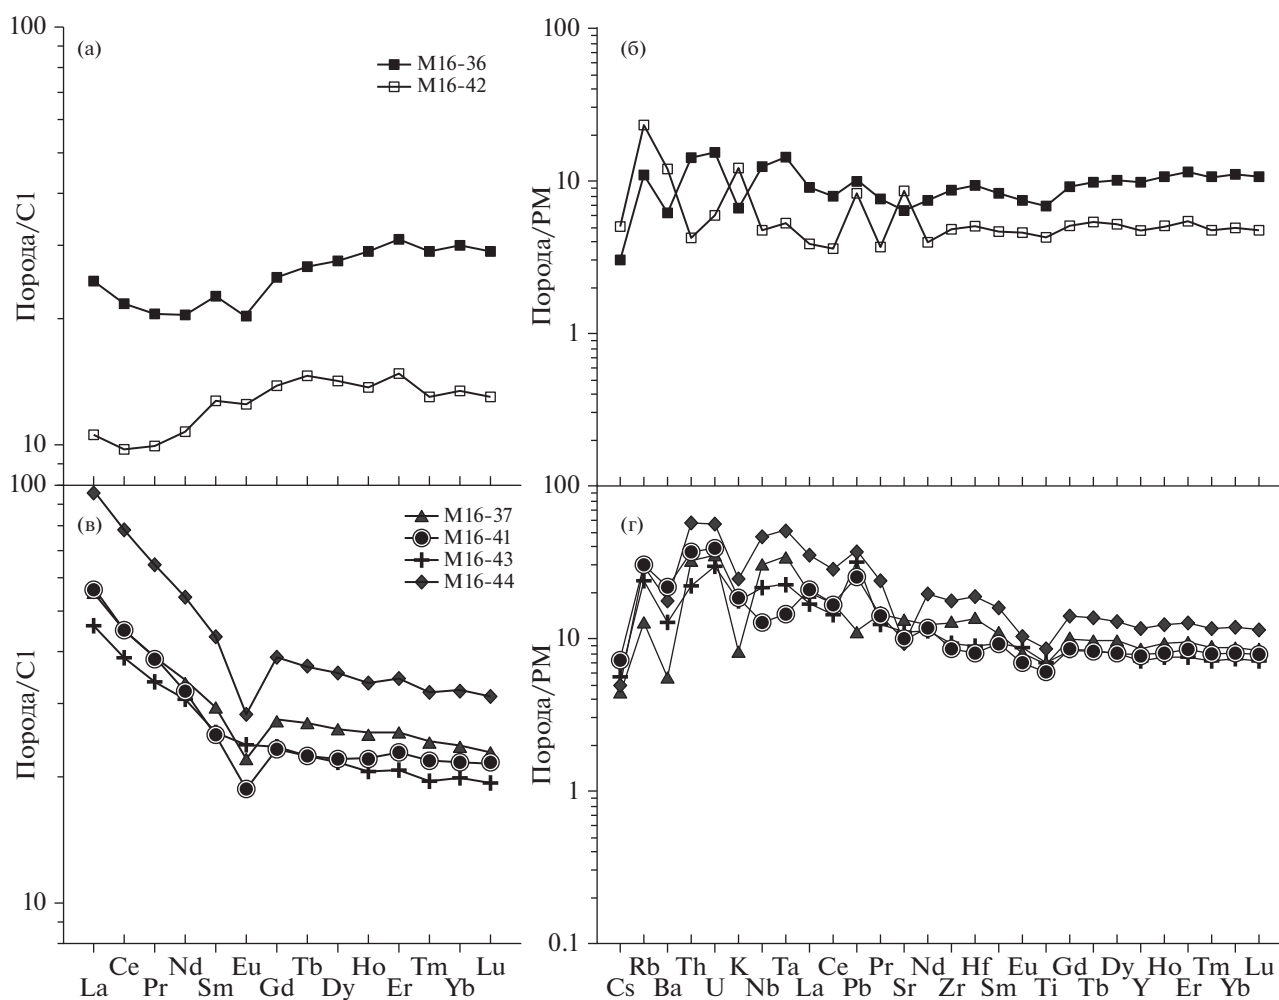 100
(а)
M16-36
M16-42
Порода/C1
10
100
(б)
Порода/PM
10
1
100
(в)
M16-37
M16-41
M16-43
M16-44
Порода/C1
10
La Ce Pr Nd Sm Eu Gd Tb Dy Ho Er Tm Yb Lu
100
(г)
Порода/PM
10
1
0.1
Cs Rb Ba Th U K Nb Ta La Ce Pb Pr Sr Nd Zr Hf Sm Eu Ti Gd Tb Dy Y Ho Er Tm Yb Lu